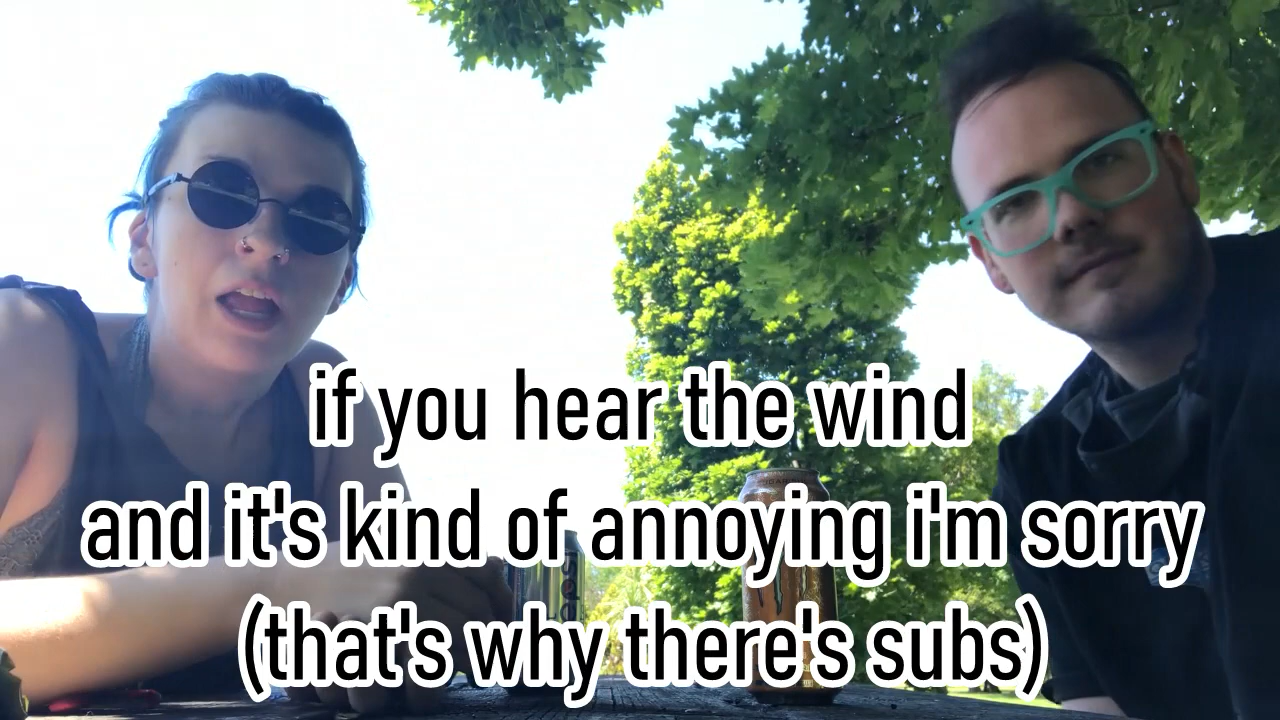 if you hear the wind
and it's kind of annoying i'm sorry
(that's why there's subs)